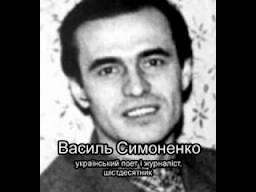 Василь Симоненко
український поет і журналіст,
шістдесятник